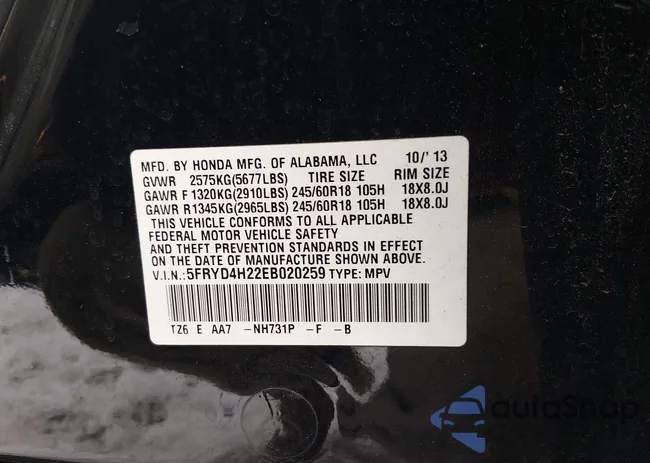 MFD. BY HONDA MFG. OF ALABAMA, LLC 10/'13
GVWR 2575KG(5677LBS) TIRE SIZE RIM SIZE
GAWR F 1320KG(2910LBS) 245/60R18 105H 18X8.0J
GAWR R1345KG(2965LBS) 245/60R18 105H 18X8.0J
THIS VEHICLE CONFORMS TO ALL APPLICABLE
FEDERAL MOTOR VEHICLE SAFETY
AND THEFT PREVENTION STANDARDS IN EFFECT
ON THE DATE OF MANUFACTURE SHOWN ABOVE.
V.I.N.: 5FRYD4H22EB020259 TYPE: MPV
TZ6 E AA7 -NH731P -F -B
autoSnap